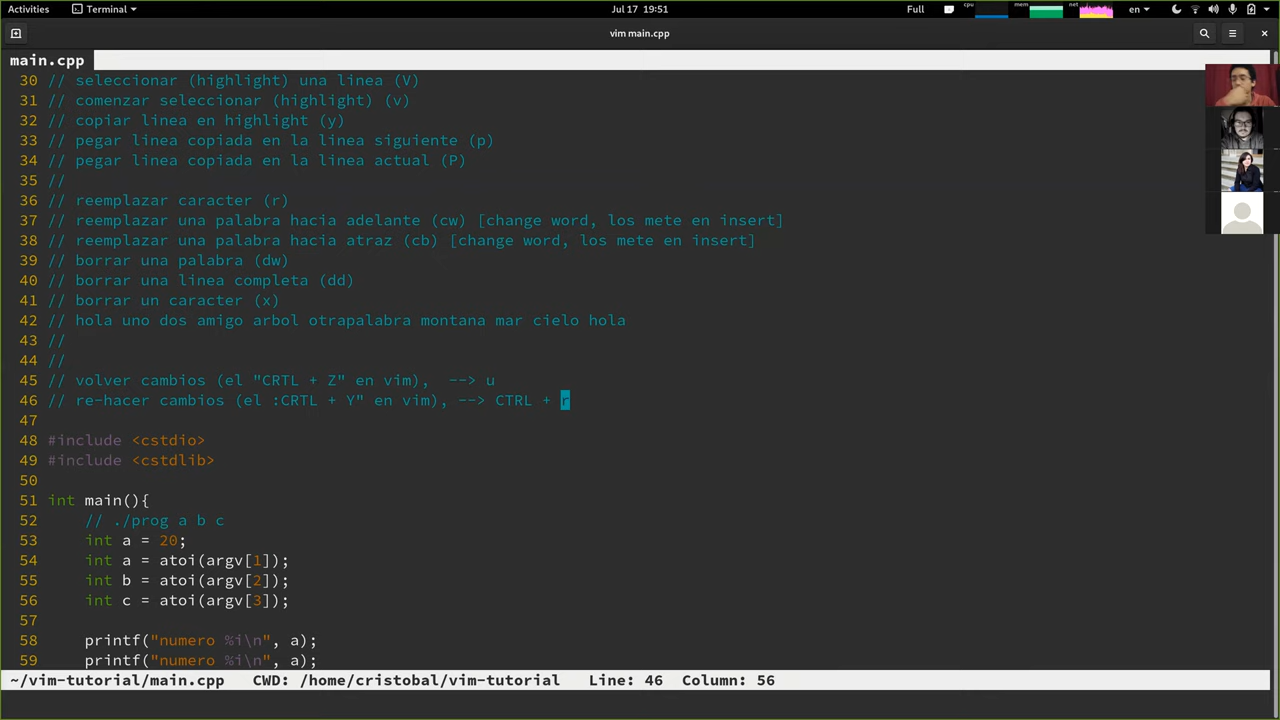 Activities Terminal Jul 17 19:51 Full cpu mem net en
vim main.cpp
main.cpp
30 // seleccionar (highlight) una linea (V)
31 // comenzar seleccionar (highlight) (v)
32 // copiar linea en highlight (y)
33 // pegar linea copiada en la linea siguiente (p)
34 // pegar linea copiada en la linea actual (P)
35 //
36 // reemplazar caracter (r)
37 // reemplazar una palabra hacia adelante (cw) [change word, los mete en insert]
38 // reemplazar una palabra hacia atraz (cb) [change word, los mete en insert]
39 // borrar una palabra (dw)
40 // borrar una linea completa (dd)
41 // borrar un caracter (x)
42 // hola uno dos amigo arbol otrapalabra montana mar cielo hola
43 //
44 //
45 // volver cambios (el "CRTL + Z" en vim),  --> u
46 // re-hacer cambios (el :CRTL + Y" en vim), --> CTRL + r
47
48 #include <cstdio>
49 #include <cstdlib>
50
51 int main(){
52     // ./prog a b c
53     int a = 20;
54     int a = atoi(argv[1]);
55     int b = atoi(argv[2]);
56     int c = atoi(argv[3]);
57
58     printf("numero %i\n", a);
59     printf("numero %i\n", a);
~/vim-tutorial/main.cpp   CWD: /home/cristobal/vim-tutorial   Line: 46  Column: 56